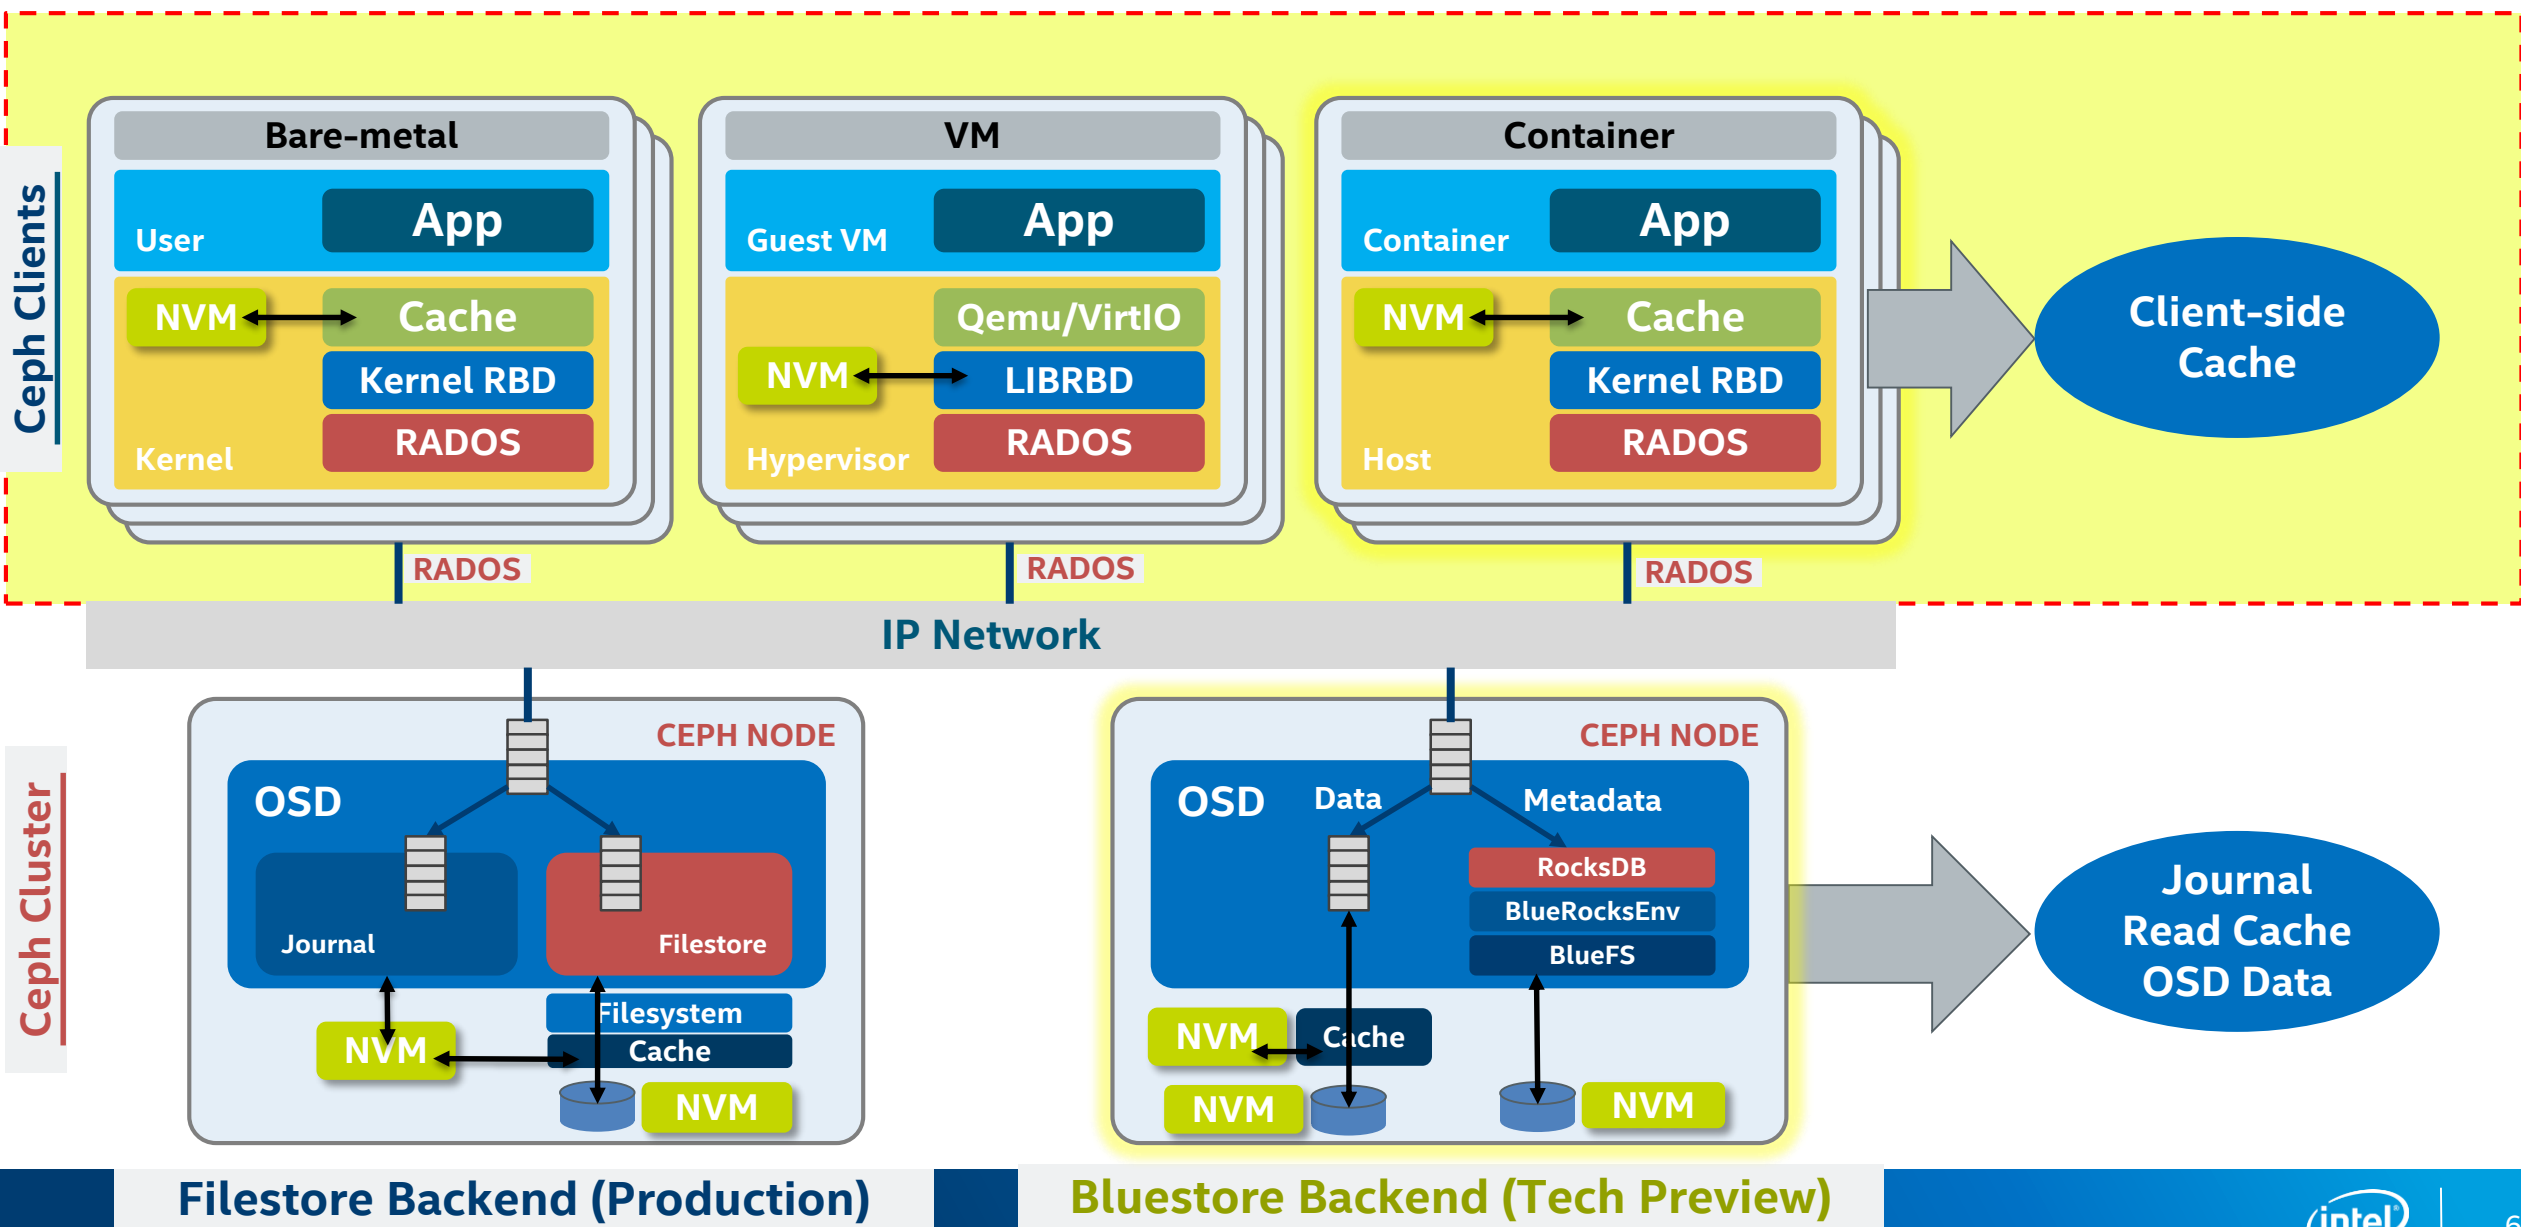 Ceph Clients
Bare-metal
User
App
NVM
Cache
Kernel RBD
RADOS
Kernel
VM
Guest VM
App
Qemu/VirtIO
NVM
LIBRBD
RADOS
Hypervisor
Container
Container
App
NVM
Cache
Kernel RBD
RADOS
Host
Client-side
Cache
RADOS
RADOS
RADOS
IP Network
Ceph Cluster
CEPH NODE
OSD
Journal
Filestore
Filesystem
NVM
Cache
NVM
CEPH NODE
OSD
Data
Metadata
RocksDB
BlueRocksEnv
BlueFS
NVM
Cache
NVM
NVM
Journal
Read Cache
OSD Data
Filestore Backend (Production)
Bluestore Backend (Tech Preview)
intel
6